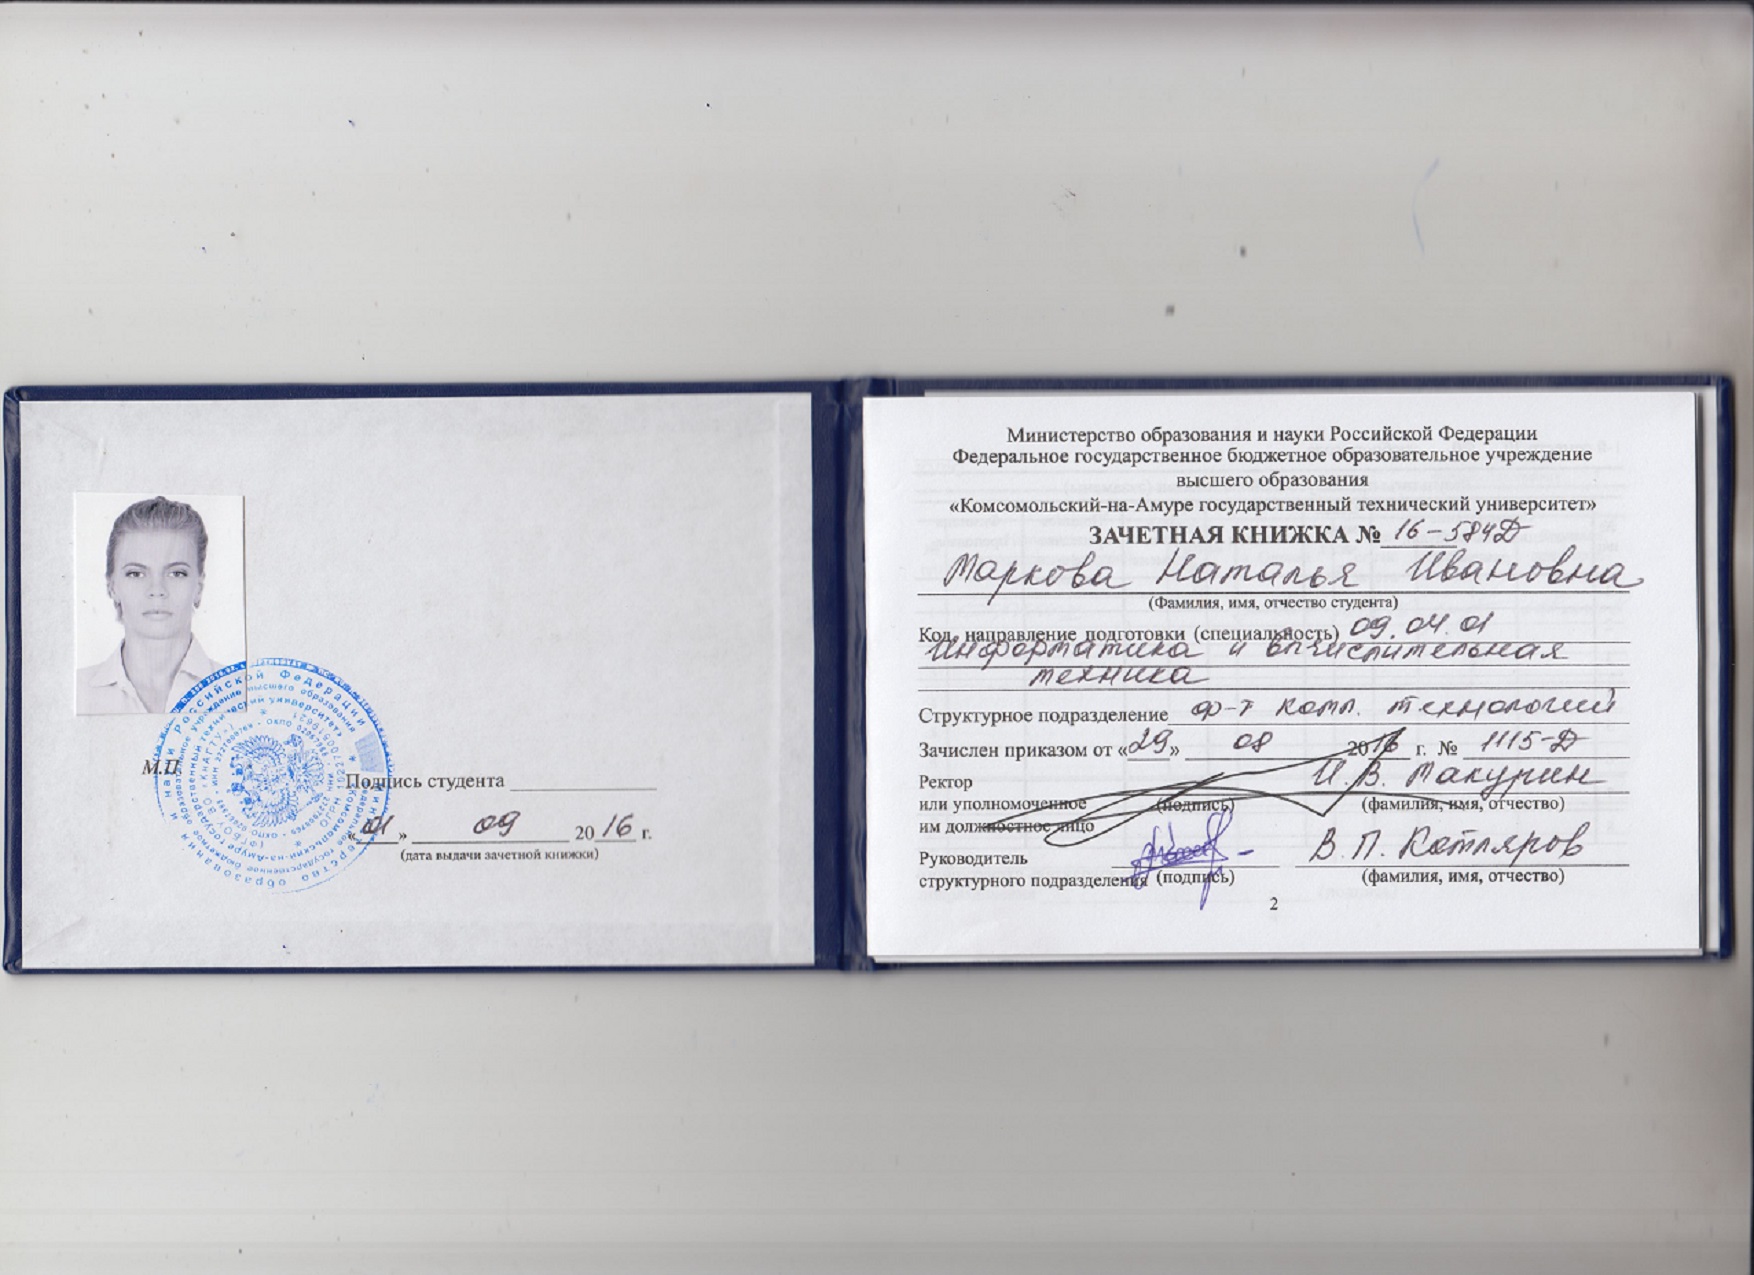 М.П.
Подпись студента
«01» 09 2016 г.
(дата выдачи зачетной книжки)
Министерство образования и науки Российской Федерации
Федеральное государственное бюджетное образовательное учреждение
высшего образования
«Комсомольский-на-Амуре государственный технический университет»
ЗАЧЕТНАЯ КНИЖКА № 16-584Д
Маркова Наталья Ивановна
(Фамилия, имя, отчество студента)
Код, направление подготовки (специальность) 09.04.01
Информатика и вычислительная
техника
Структурное подразделение ф-т комп. технологий
Зачислен приказом от «29» 08 2016 г. № 1115-Д
Ректор И.В. Макурин
или уполномоченное (подпись) (фамилия, имя, отчество)
им должностное лицо
Руководитель В.П. Котляров
структурного подразделения (подпись) (фамилия, имя, отчество)
2